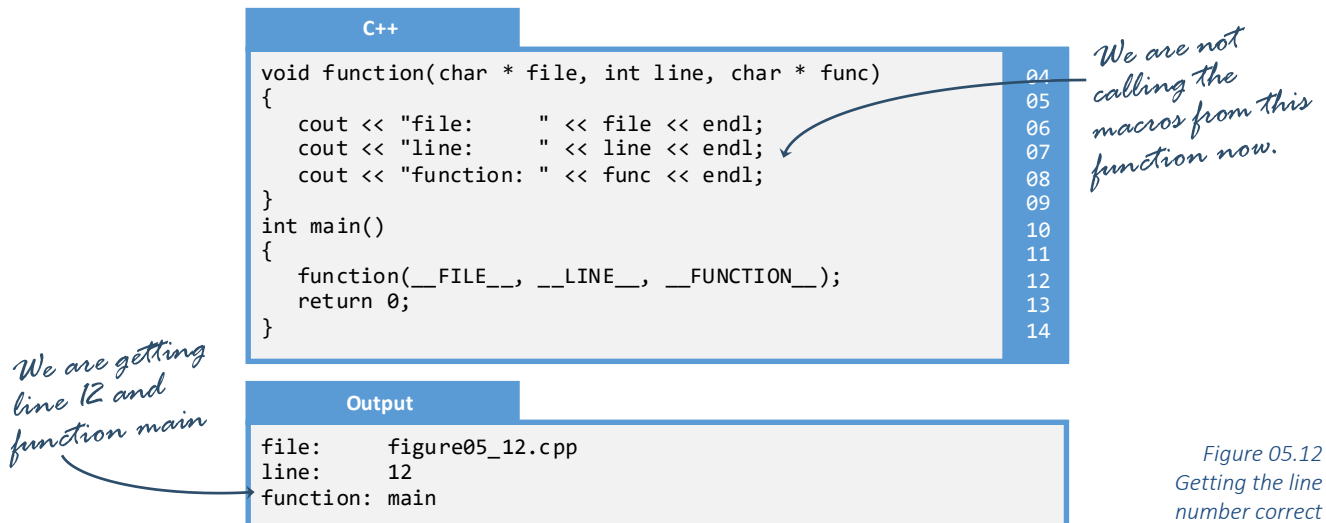 C++
void function(char * file, int line, char * func) 04
{ 05
cout << "file:      " << file << endl; 06
cout << "line:      " << line << endl; 07
cout << "function: " << func << endl; 08
} 09
int main() 10
{ 11
function(__FILE__, __LINE__, __FUNCTION__); 12
return 0; 13
} 14
We are not
calling the
macros from this
function now.
We are getting
line 12 and
function main
Output
file:     figure05_12.cpp
line:     12
function: main
Figure 05.12
Getting the line
number correct